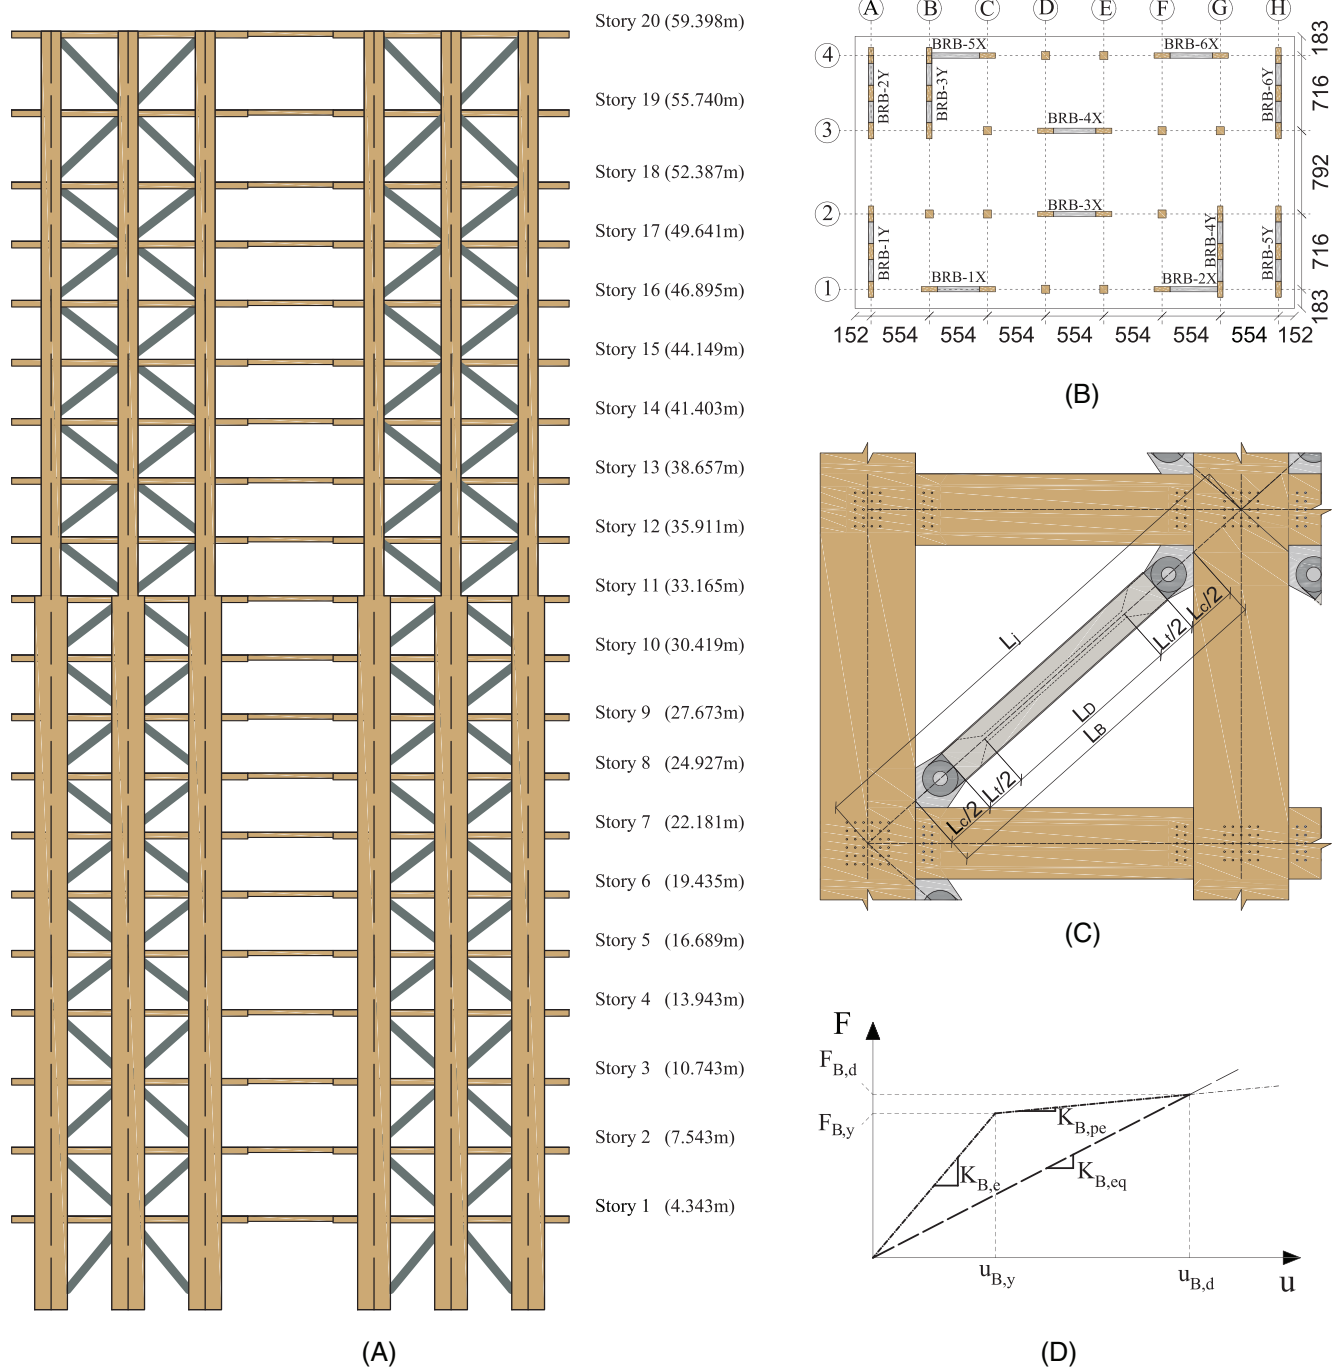 Story 20 (59.398m)
Story 19 (55.740m)
Story 18 (52.387m)
Story 17 (49.641m)
Story 16 (46.895m)
Story 15 (44.149m)
Story 14 (41.403m)
Story 13 (38.657m)
Story 12 (35.911m)
Story 11 (33.165m)
Story 10 (30.419m)
Story 9 (27.673m)
Story 8 (24.927m)
Story 7 (22.181m)
Story 6 (19.435m)
Story 5 (16.689m)
Story 4 (13.943m)
Story 3 (10.743m)
Story 2 (7.543m)
Story 1 (4.343m)
(A)
A B C D E F G H
4
3
2
1
BRB-5X
BRB-6X
BRB-2Y
BRB-3Y
BRB-6Y
BRB-4X
BRB-3X
BRB-1Y
BRB-4Y
BRB-5Y
BRB-1X
BRB-2X
183
716
792
716
183
152 554 554 554 554 554 554 554 152
(B)
Lj
Lc/2
Lt/2
LD
LB
Lt/2
Lc/2
(C)
F
FB,d
FB,y
KB,pe
KB,e
KB,eq
uB,y
uB,d
u
(D)